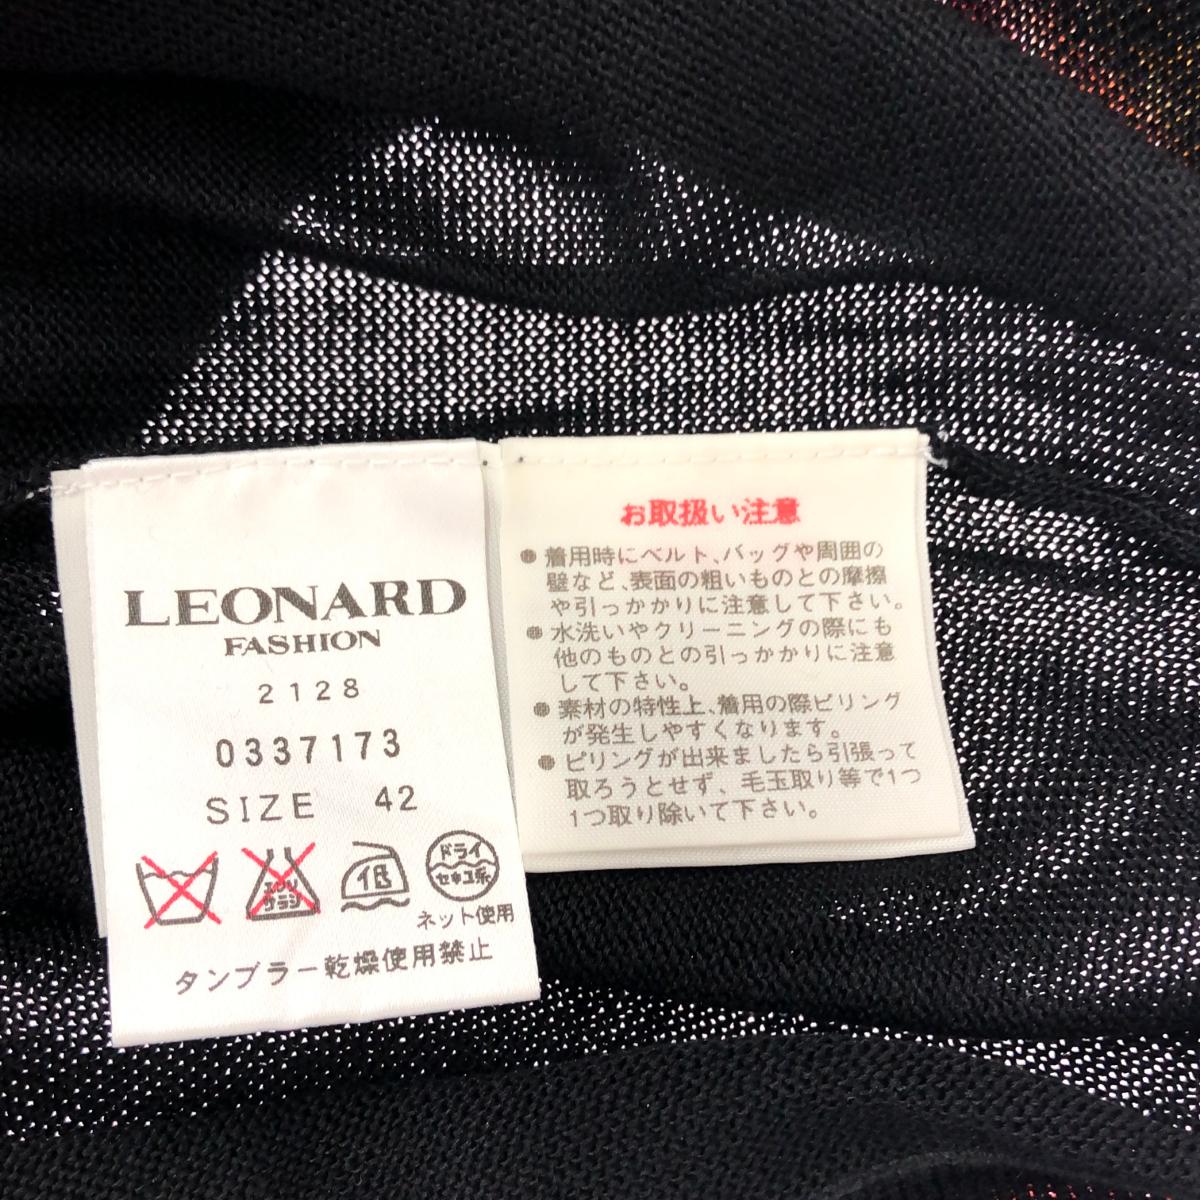 LEONARD
FASHION
2128
0337173
SIZE 42
エンソ
サラシ
低
ドライ
セキユ系
ネット使用
タンブラー乾燥使用禁止
お取扱い注意
● 着用時にベルト、バッグや周囲の
壁など、表面の粗いものとの摩擦
や引っかかりに注意して下さい。
● 水洗いやクリーニングの際にも
他のものとの引っかかりに注意
して下さい。
● 素材の特性上、着用の際ピリング
が発生しやすくなります。
● ピリングが出来ましたら引張って
取ろうとせず、毛玉取り等で1つ
1つ取り除いて下さい。